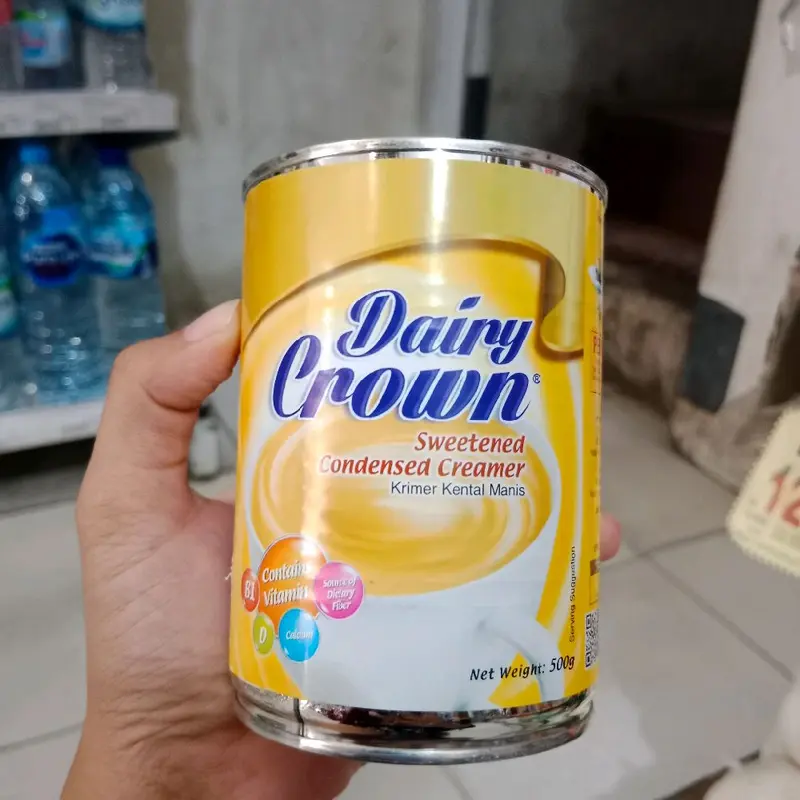 Dairy
Crown®
Sweetened
Condensed Creamer
Krimer Kental Manis
Contains
Vitamin
B1
D
Source of
Dietary
Fiber
Calcium
Serving Suggestion
Net Weight: 500g
12